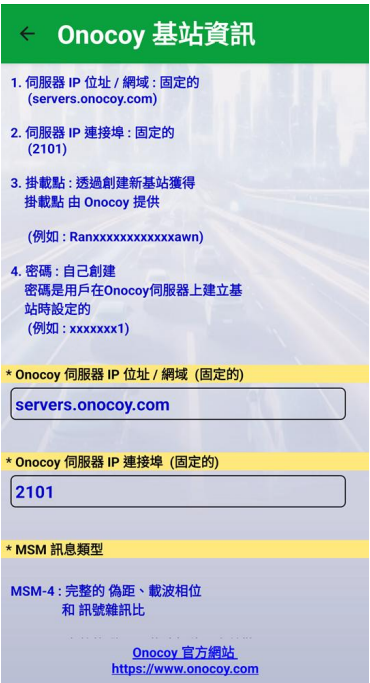 Onocoy 基站資訊
1. 伺服器 IP 位址 / 網域 : 固定的
(servers.onocoy.com)
2. 伺服器 IP 連接埠 : 固定的
(2101)
3. 掛載點 : 透過創建新基站獲得
掛載點 由 Onocoy 提供
(例如 : Ranxxxxxxxxxxxxawn)
4. 密碼 : 自己創建
密碼是用戶在Onocoy伺服器上建立基
站時設定的
(例如 : xxxxxxx1)
* Onocoy 伺服器 IP 位址 / 網域 (固定的)
servers.onocoy.com
* Onocoy 伺服器 IP 連接埠 (固定的)
2101
* MSM 訊息類型
MSM-4 : 完整的 偽距、載波相位
和 訊號雜訊比
Onocoy 官方網站
https://www.onocoy.com